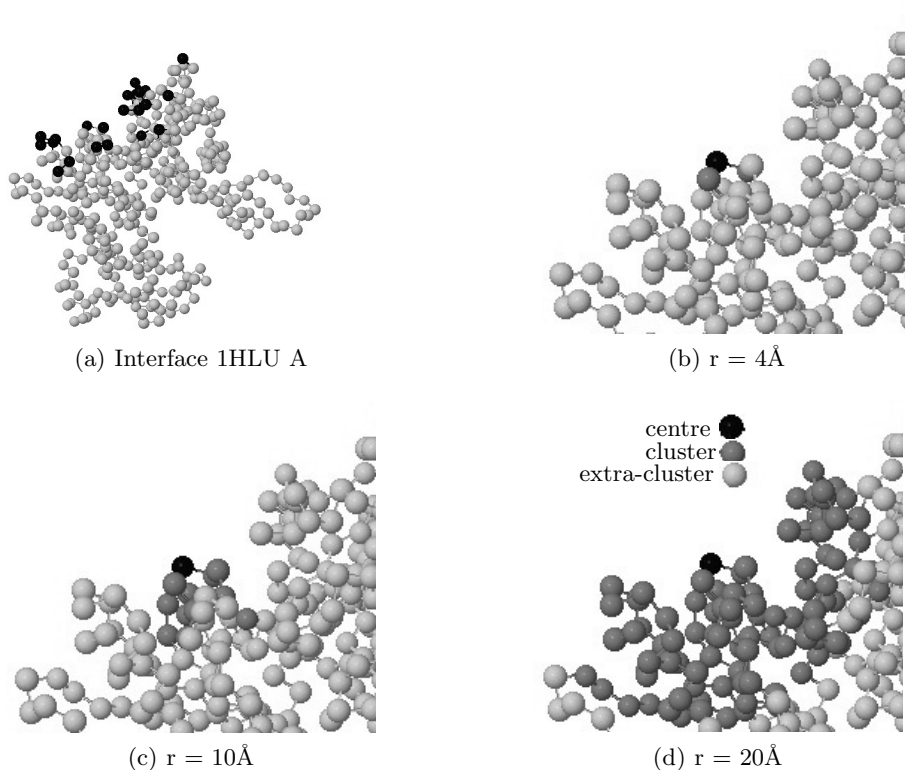 (a) Interface 1HLU A
(b) r = 4Å
centre
cluster
extra-cluster
(c) r = 10Å
(d) r = 20Å